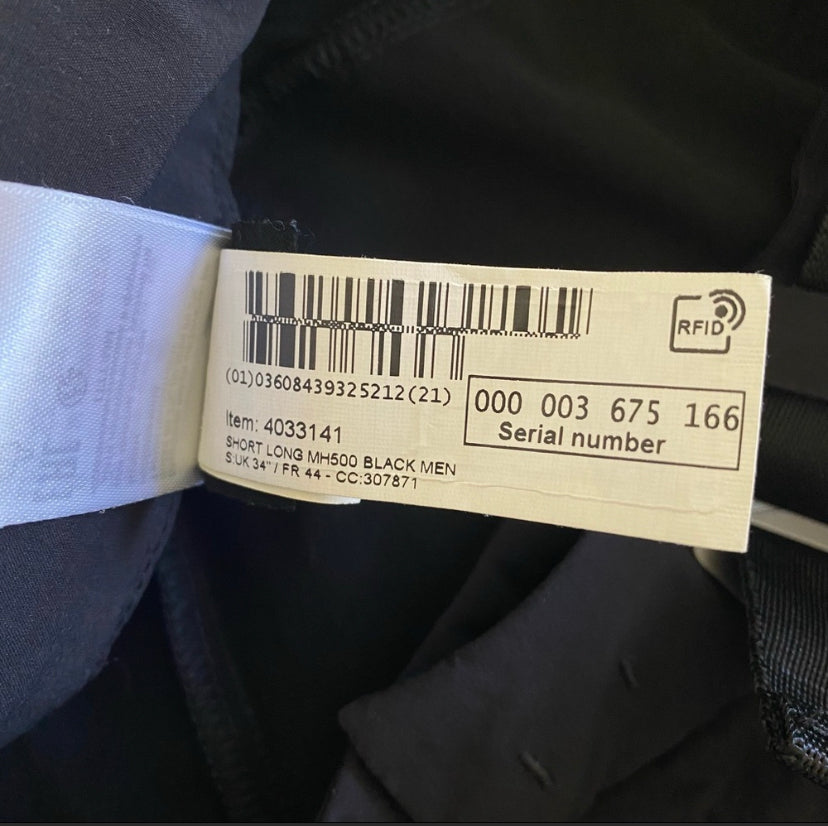 RFID
(01)03608439325212(21)
000 003 675 166
Serial number
Item: 4033141
SHORT LONG MH500 BLACK MEN
S:UK 34" / FR 44 - CC:307871